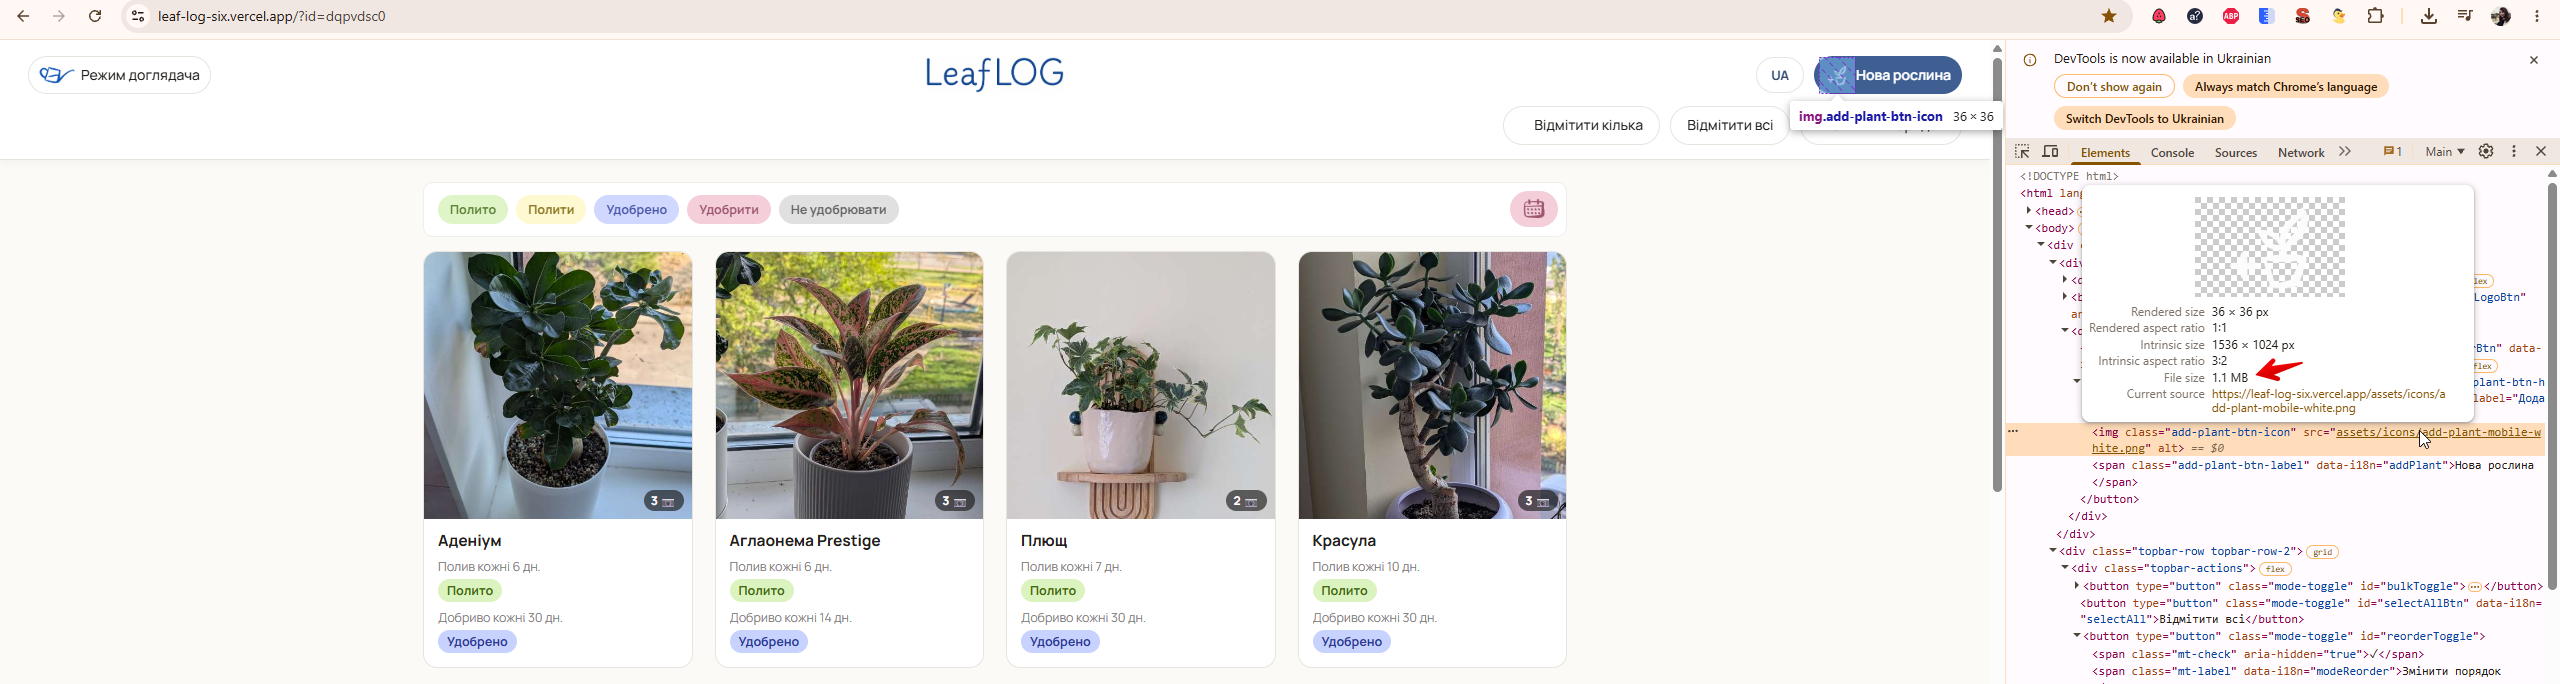 leaf-log-six.vercel.app/?id=dqpvdsc0
Режим доглядача
Leaf LOG
UA
Нова рослина
img.add-plant-btn-icon 36 × 36
Відмітити кілька
Відмітити всі
Полито
Полити
Удобрено
Удобрити
Не удобрювати
3
3
2
3
Аденіум
Полив кожні 6 дн.
Полито
Добриво кожні 30 дн.
Удобрено
Аглаонема Prestige
Полив кожні 6 дн.
Полито
Добриво кожні 14 дн.
Удобрено
Плющ
Полив кожні 7 дн.
Полито
Добриво кожні 30 дн.
Удобрено
Красула
Полив кожні 10 дн.
Полито
Добриво кожні 30 дн.
Удобрено
DevTools is now available in Ukrainian
Don't show again
Always match Chrome's language
Switch DevTools to Ukrainian
Elements
Console
Sources
Network
1
Main
<!DOCTYPE html>
<html lang
<head>
<body>
<div
<div
Rendered size 36 × 36 px
Rendered aspect ratio 1:1
Intrinsic size 1536 × 1024 px
Intrinsic aspect ratio 3:2
File size 1.1 MB
Current source https://leaf-log-six.vercel.app/assets/icons/a
dd-plant-mobile-white.png
<img class="add-plant-btn-icon" src="assets/icons/add-plant-mobile-w
hite.png" alt> == $0
<span class="add-plant-btn-label" data-i18n="addPlant">Нова рослина
</span>
</button>
</div>
</div>
<div class="topbar-row topbar-row-2"> grid
<div class="topbar-actions"> flex
<button type="button" class="mode-toggle" id="bulkToggle"> </button>
<button type="button" class="mode-toggle" id="selectAllBtn" data-i18n=
"selectAll">Відмітити всі</button>
<button type="button" class="mode-toggle" id="reorderToggle">
<span class="mt-check" aria-hidden="true">✓</span>
<span class="mt-label" data-i18n="modeReorder">Змінити порядок